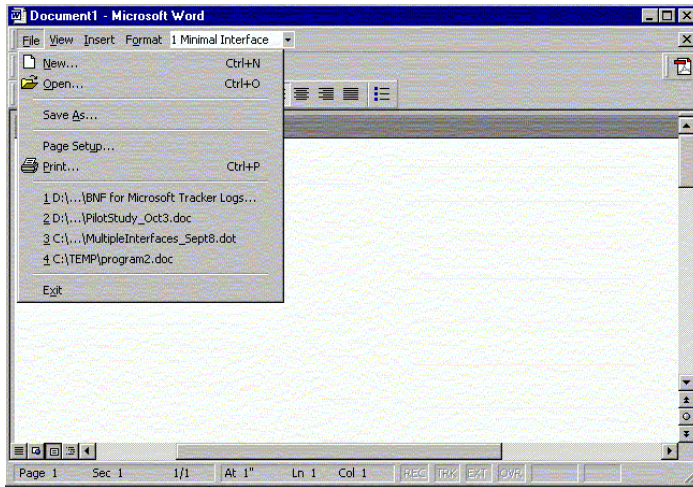 Document1 - Microsoft Word
File View Insert Format 1 Minimal Interface
New... Ctrl+N
Open... Ctrl+O
Save As...
Page Setup...
Print... Ctrl+P
1 D:\...\BNF for Microsoft Tracker Logs...
2 D:\...\PilotStudy_Oct3.doc
3 C:\...\MultipleInterfaces_Sept8.dot
4 C:\TEMP\program2.doc
Exit
Page 1 Sec 1 1/1 At 1" Ln 1 Col 1 REC TRK EXT OVR